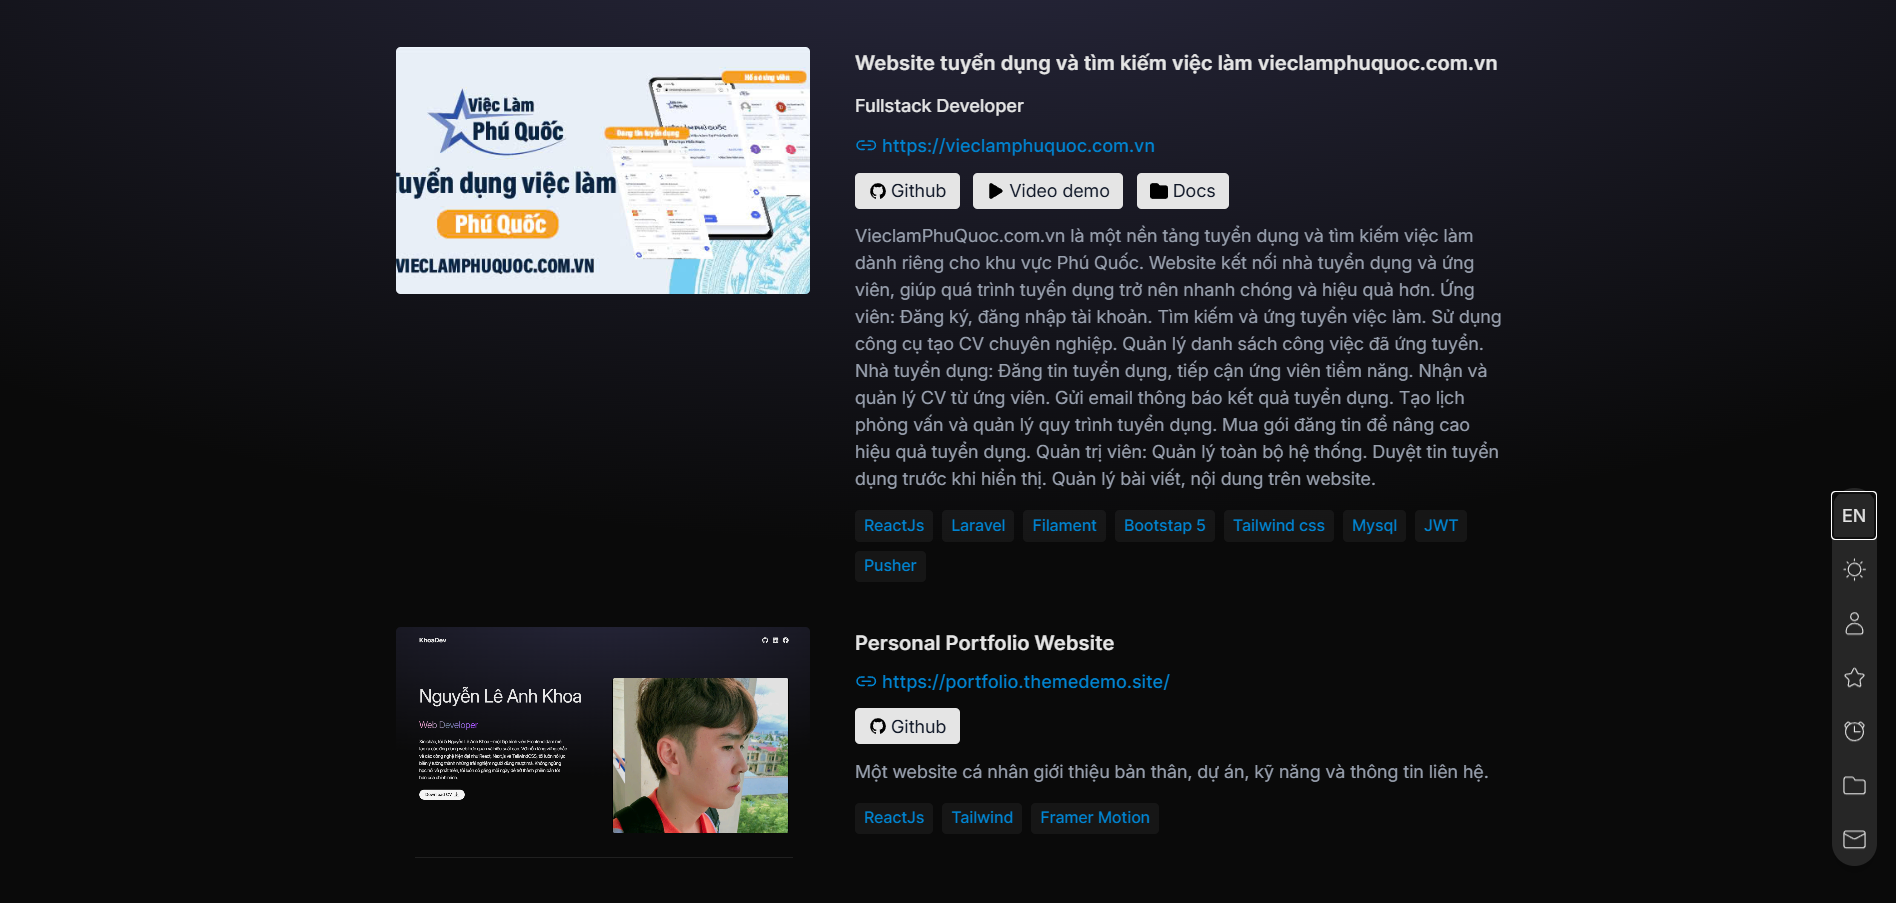 Website tuyển dụng và tìm kiếm việc làm vieclamphuquoc.com.vn
Fullstack Developer
https://vieclamphuquoc.com.vn
Github
Video demo
Docs
VieclamPhuQuoc.com.vn là một nền tảng tuyển dụng và tìm kiếm việc làm
dành riêng cho khu vực Phú Quốc. Website kết nối nhà tuyển dụng và ứng
viên, giúp quá trình tuyển dụng trở nên nhanh chóng và hiệu quả hơn. Ứng
viên: Đăng ký, đăng nhập tài khoản. Tìm kiếm và ứng tuyển việc làm. Sử dụng
công cụ tạo CV chuyên nghiệp. Quản lý danh sách công việc đã ứng tuyển.
Nhà tuyển dụng: Đăng tin tuyển dụng, tiếp cận ứng viên tiềm năng. Nhận và
quản lý CV từ ứng viên. Gửi email thông báo kết quả tuyển dụng. Tạo lịch
phỏng vấn và quản lý quy trình tuyển dụng. Mua gói đăng tin để nâng cao
hiệu quả tuyển dụng. Quản trị viên: Quản lý toàn bộ hệ thống. Duyệt tin tuyển
dụng trước khi hiển thị. Quản lý bài viết, nội dung trên website.
ReactJs
Laravel
Filament
Bootstap 5
Tailwind css
Mysql
JWT
Pusher
Việc Làm
Phú Quốc
Tuyển dụng việc làm
Phú Quốc
VIECLAMPHUQUOC.COM.VN
Hồ sơ ứng viên
Đăng tin tuyển dụng
Personal Portfolio Website
https://portfolio.themedemo.site/
Github
Một website cá nhân giới thiệu bản thân, dự án, kỹ năng và thông tin liên hệ.
ReactJs
Tailwind
Framer Motion
KhoaDev
Nguyễn Lê Anh Khoa
Web Developer
Download CV
EN